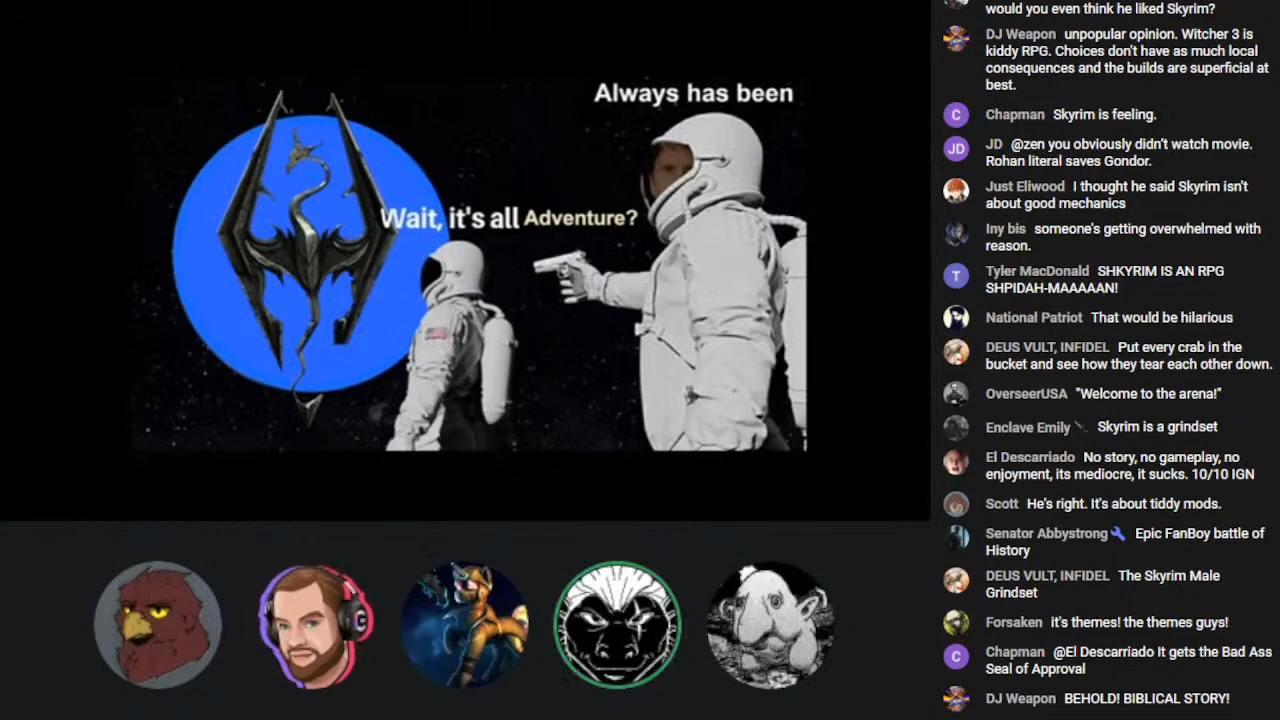 Always has been
Wait, it's all Adventure?
would you even think he liked Skyrim?
DJ Weapon unpopular opinion. Witcher 3 is
kiddy RPG. Choices don't have as much local
consequences and the builds are superficial at
best.
C Chapman Skyrim is feeling.
JD JD @zen you obviously didn't watch movie.
Rohan literal saves Gondor.
Just Eliwood I thought he said Skyrim isn't
about good mechanics
Iny bis someone's getting overwhelmed with
reason.
T Tyler MacDonald SHKYRIM IS AN RPG
SHPIDAH-MAAAAAN!
National Patriot That would be hilarious
DEUS VULT, INFIDEL Put every crab in the
bucket and see how they tear each other down.
OverseerUSA "Welcome to the arena!"
Enclave Emily Skyrim is a grindset
El Descarriado No story, no gameplay, no
enjoyment, its mediocre, it sucks. 10/10 IGN
Scott He's right. It's about tiddy mods.
Senator Abbystrong Epic FanBoy battle of
History
DEUS VULT, INFIDEL The Skyrim Male
Grindset
Forsaken it's themes! the themes guys!
C Chapman @El Descarriado It gets the Bad Ass
Seal of Approval
DJ Weapon BEHOLD! BIBLICAL STORY!
G